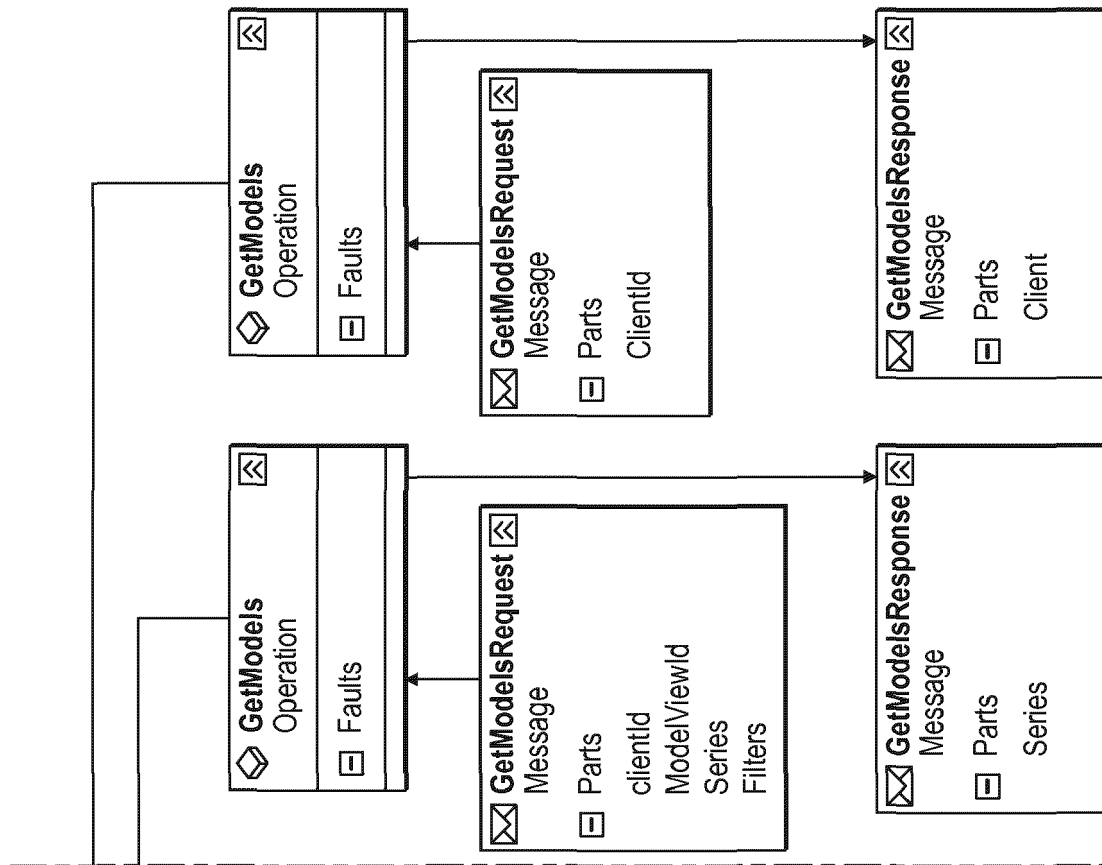 GetModels
Operation
Faults
GetModelsRequest
Message
Parts
clientId
ModelViewId
Series
Filters
GetModelsResponse
Message
Parts
Series
GetModels
Operation
Faults
GetModelsRequest
Message
Parts
ClientId
GetModelsResponse
Message
Parts
Client